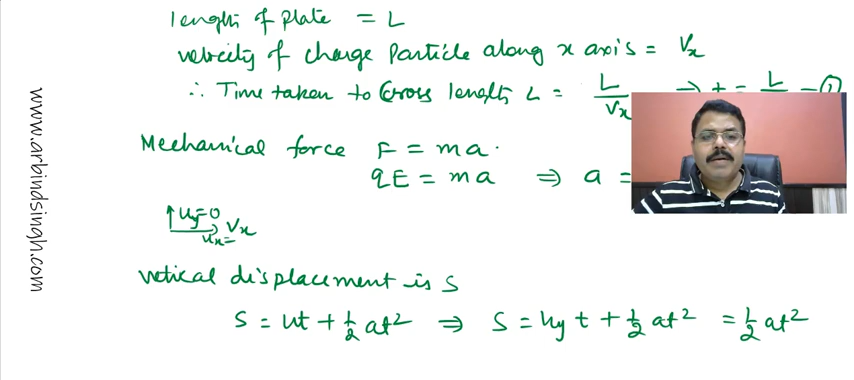 length of plate = L
velocity of charge particle along x axis = Vx
∴ Time taken to cross length L = L/Vx ⇒ t = L
Mechanical force F = ma.
qE = ma ⇒ a =
uy=0
ux= Vx
vetical displacement is S
S = ut + 1/2 at² ⇒ S = uy t + 1/2 at² = 1/2 at²
www.arbindsingh.com